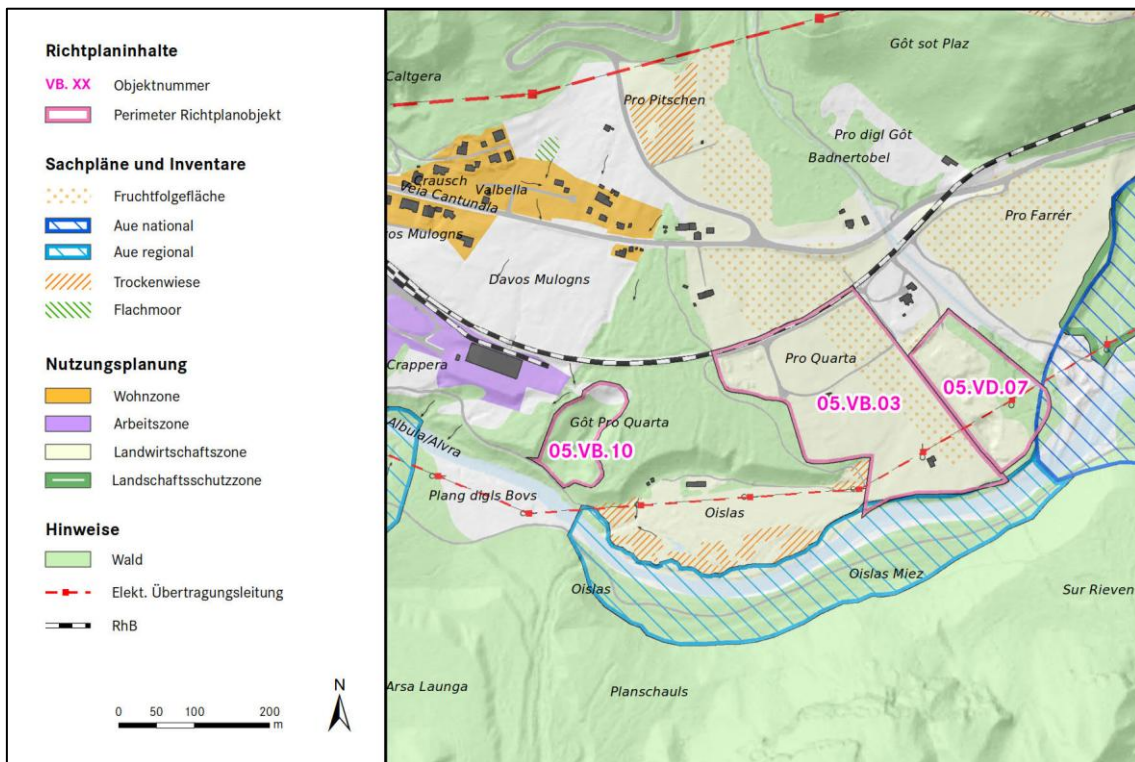 Richtplaninhalte
VB. XX Objektnummer
Perimeter Richtplanobjekt
Sachpläne und Inventare
Fruchtfolgefläche
Aue national
Aue regional
Trockenwiese
Flachmoor
Nutzungsplanung
Wohnzone
Arbeitszone
Landwirtschaftszone
Landschaftsschutzzone
Hinweise
Wald
Elekt. Übertragungsleitung
RhB
N
0 50 100 200
m
Gôt sot Plaz
Caltgera
Pro Pitschen
Pro digl Gôt
Badnertobel
Crausch
Valbella
Veia Cantunala
Pro Farrér
os Mulogns
Davos Mulogns
Crappera
Pro Quarta
05.VD.07
05.VB.03
Gôt Pro Quarta
Albula/Alvra
05.VB.10
Plang digls Bovs
Oislas
Oislas Miez
Oislas
Sur Rieven
Arsa Launga
Planschauls